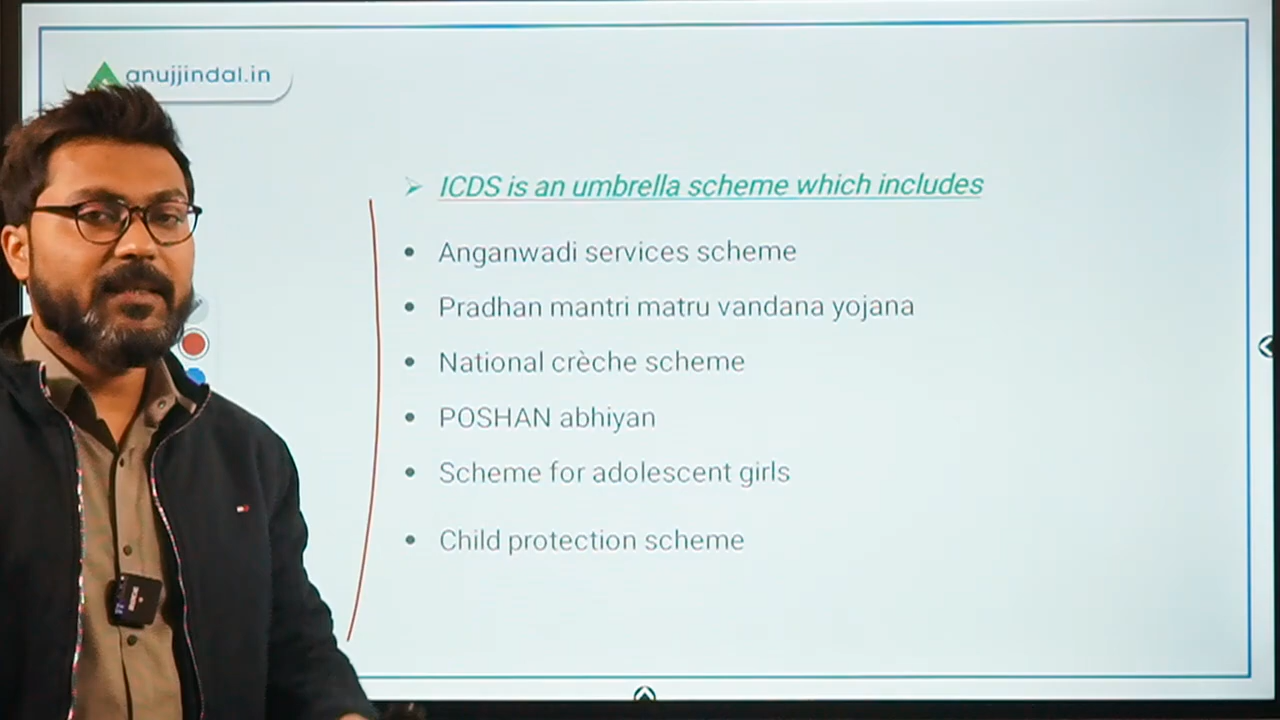 anujjindal.in
ICDS is an umbrella scheme which includes
Anganwadi services scheme
Pradhan mantri matru vandana yojana
National crèche scheme
POSHAN abhiyan
Scheme for adolescent girls
Child protection scheme